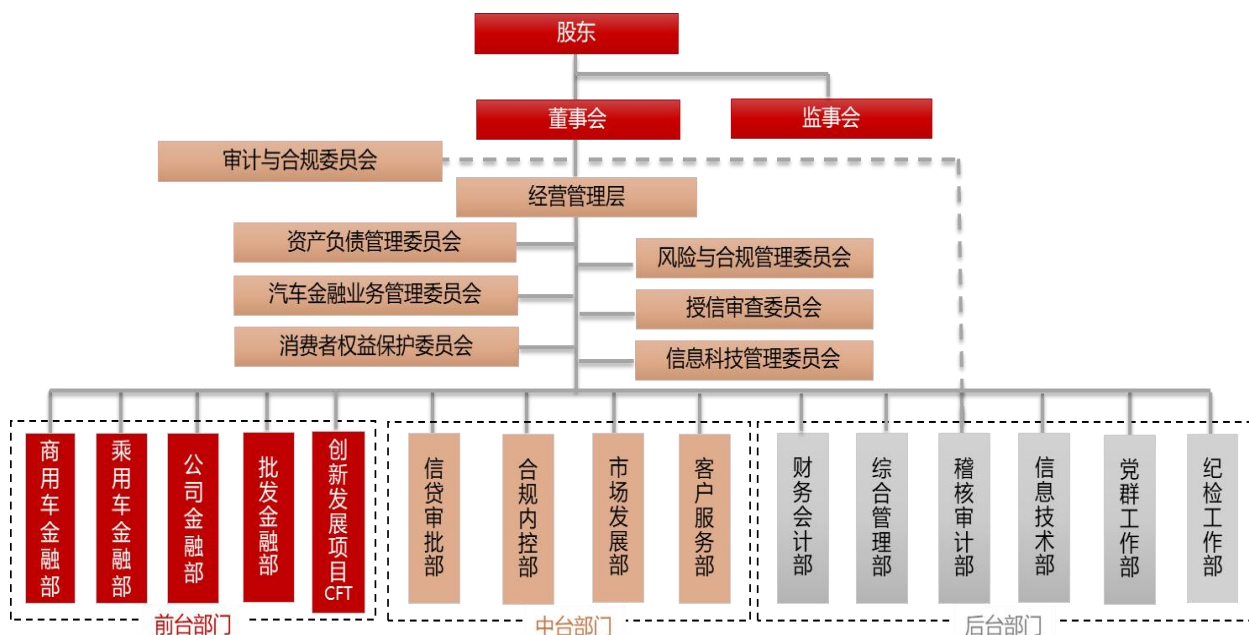 股东
董事会
监事会
审计与合规委员会
经营管理层
资产负债管理委员会
风险与合规管理委员会
汽车金融业务管理委员会
授信审查委员会
消费者权益保护委员会
信息科技管理委员会
商用车金融部
乘用车金融部
公司金融部
批发金融部
创新发展项目CFT
信贷审批部
合规内控部
市场发展部
客户服务部
财务会计部
综合管理部
稽核审计部
信息技术部
党群工作部
纪检工作部
前台部门
中台部门
后台部门